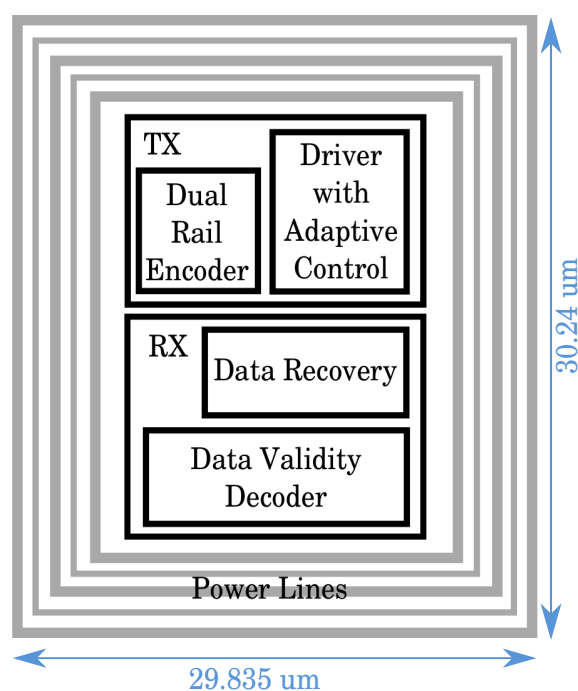 TX
Dual
Rail
Encoder
Driver
with
Adaptive
Control
RX
Data Recovery
Data Validity
Decoder
Power Lines
30.24 um
29.835 um